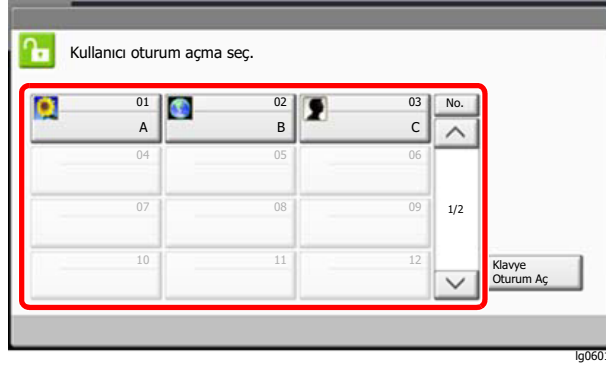 Kullanıcı oturum açma seç.
01 02 03 No.
A B C
04 05 06
07 08 09 1/2
10 11 12
Klavye
Oturum Aç